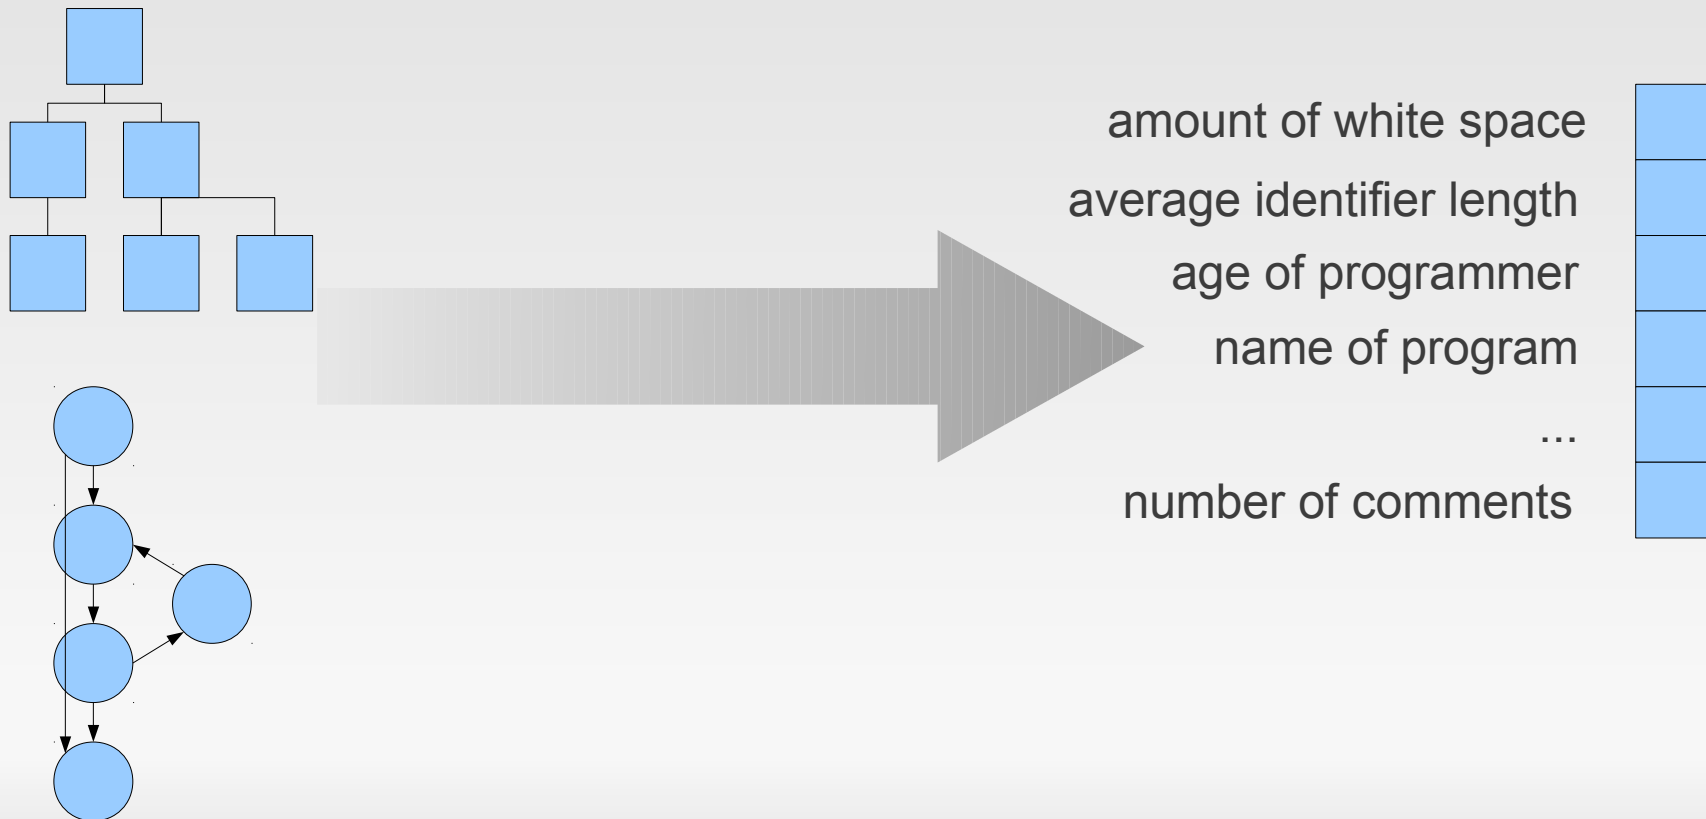 amount of white space
average identifier length
age of programmer
name of program
...
number of comments